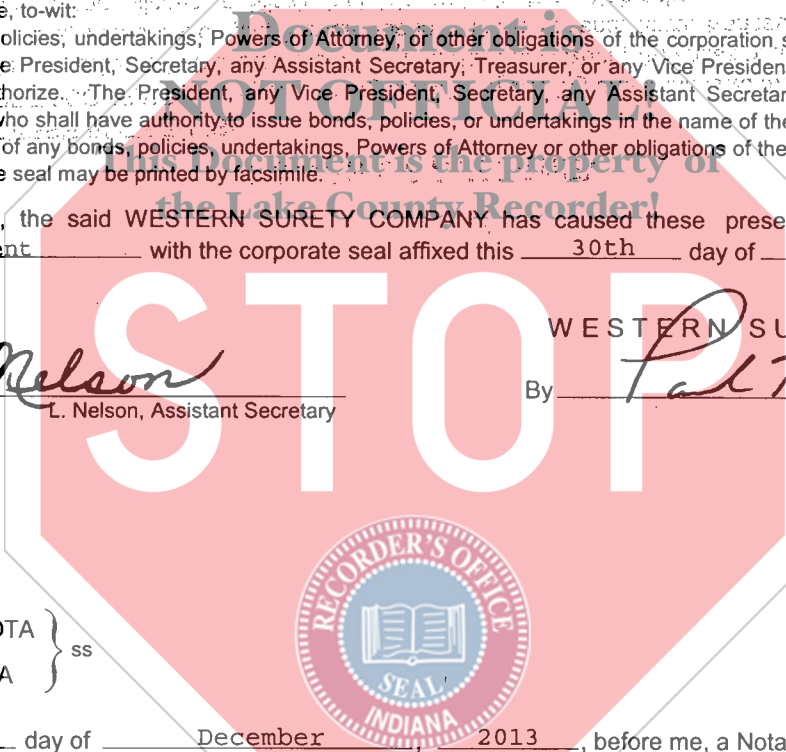 e, to-wit:
Document is
olicies, undertakings, Powers of Attorney, or other obligations of the corporation s
e President, Secretary, any Assistant Secretary, Treasurer, or any Vice Presiden
NOT OFFICIAL!
thorize. The President, any Vice President, Secretary, any Assistant Secretar
who shall have authority to issue bonds, policies, or undertakings in the name of the
of any bonds, policies, undertakings, Powers of Attorney or other obligations of the
This Document is the property of
e seal may be printed by facsimile.
the Lake County Recorder!
, the said WESTERN SURETY COMPANY has caused these prese
ent with the corporate seal affixed this 30th day of
STOP
WESTERN SU
Nelson
By Paul T
L. Nelson, Assistant Secretary
RECORDER'S OFFICE
OTA
ss
A
SEAL
INDIANA
day of December, 2013, before me, a Nota